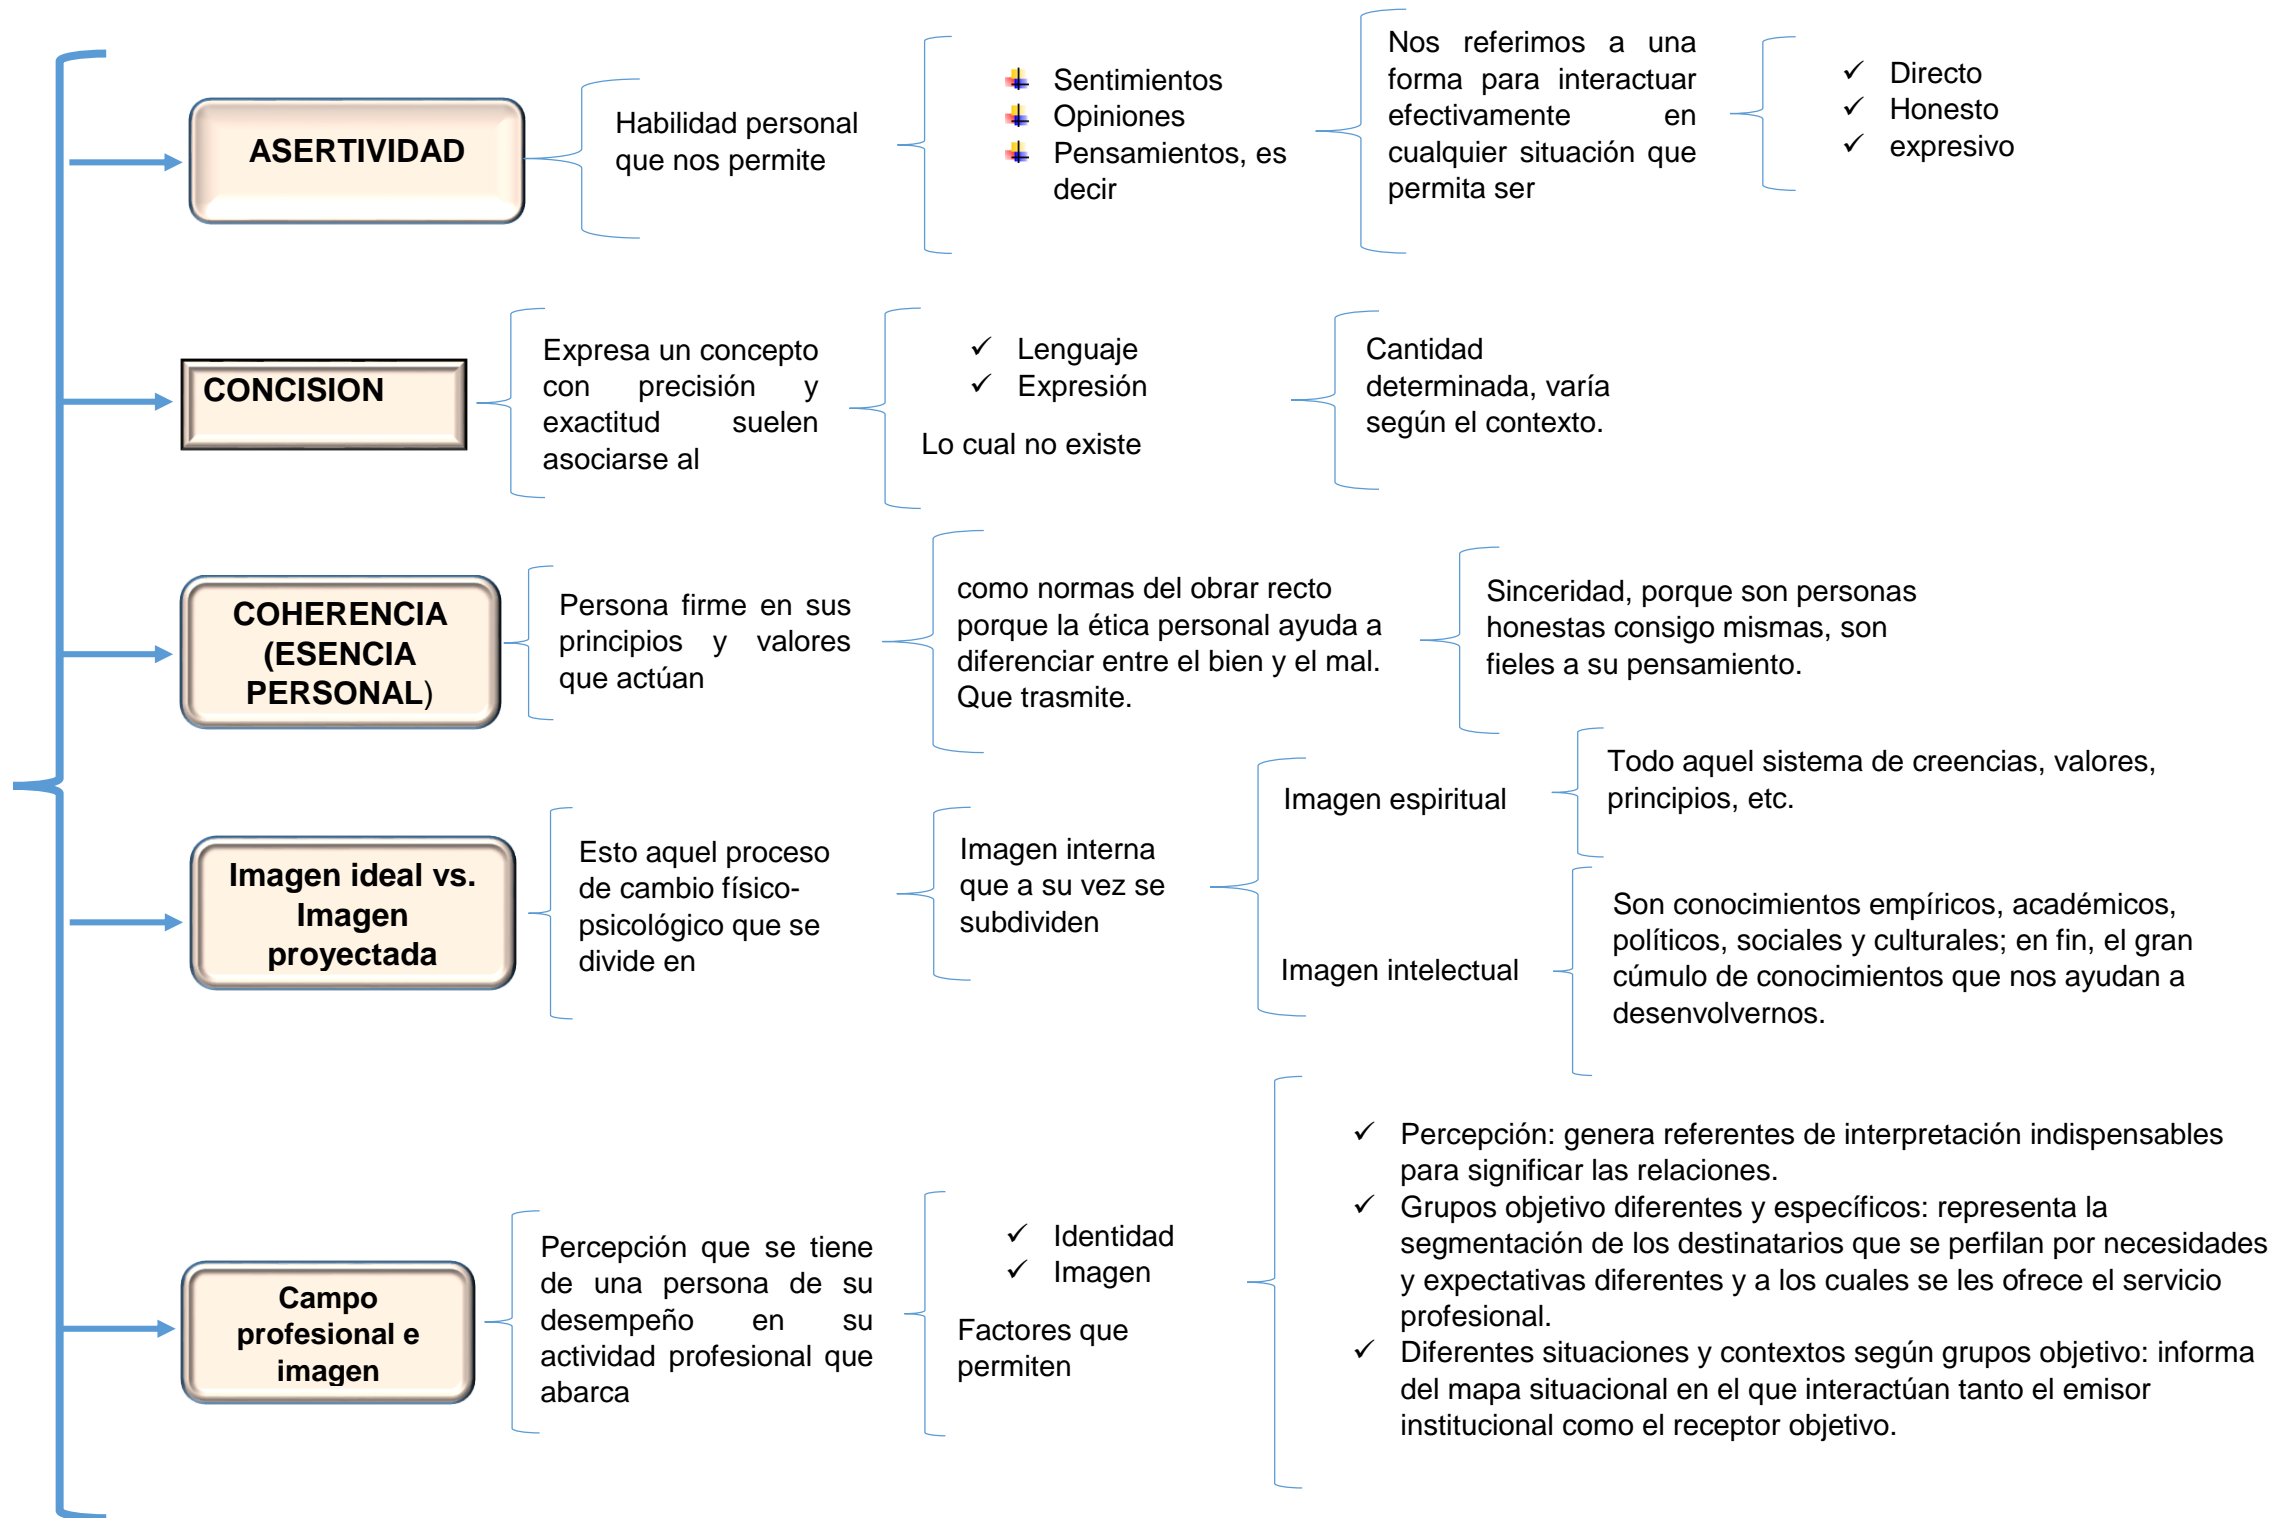 ASERTIVIDAD
Habilidad personal
que nos permite
Sentimientos
Opiniones
Pensamientos, es
decir
Nos referimos a una
forma para interactuar
efectivamente en
cualquier situación que
permita ser
✓ Directo
✓ Honesto
✓ expresivo
CONCISION
Expresa un concepto
con precisión y
exactitud suelen
asociarse al
✓ Lenguaje
✓ Expresión
Lo cual no existe
Cantidad
determinada, varía
según el contexto.
COHERENCIA
(ESENCIA
PERSONAL)
Persona firme en sus
principios y valores
que actúan
como normas del obrar recto
porque la ética personal ayuda a
diferenciar entre el bien y el mal.
Que trasmite.
Sinceridad, porque son personas
honestas consigo mismas, son
fieles a su pensamiento.
Imagen ideal vs.
Imagen
proyectada
Esto aquel proceso
de cambio físico-
psicológico que se
divide en
Imagen interna
que a su vez se
subdividen
Imagen espiritual
Todo aquel sistema de creencias, valores,
principios, etc.
Imagen intelectual
Son conocimientos empíricos, académicos,
políticos, sociales y culturales; en fin, el gran
cúmulo de conocimientos que nos ayudan a
desenvolvernos.
Campo
profesional e
imagen
Percepción que se tiene
de una persona de su
desempeño en su
actividad profesional que
abarca
✓ Identidad
✓ Imagen
Factores que
permiten
✓ Percepción: genera referentes de interpretación indispensables
para significar las relaciones.
✓ Grupos objetivo diferentes y específicos: representa la
segmentación de los destinatarios que se perfilan por necesidades
y expectativas diferentes y a los cuales se les ofrece el servicio
profesional.
✓ Diferentes situaciones y contextos según grupos objetivo: informa
del mapa situacional en el que interactúan tanto el emisor
institucional como el receptor objetivo.